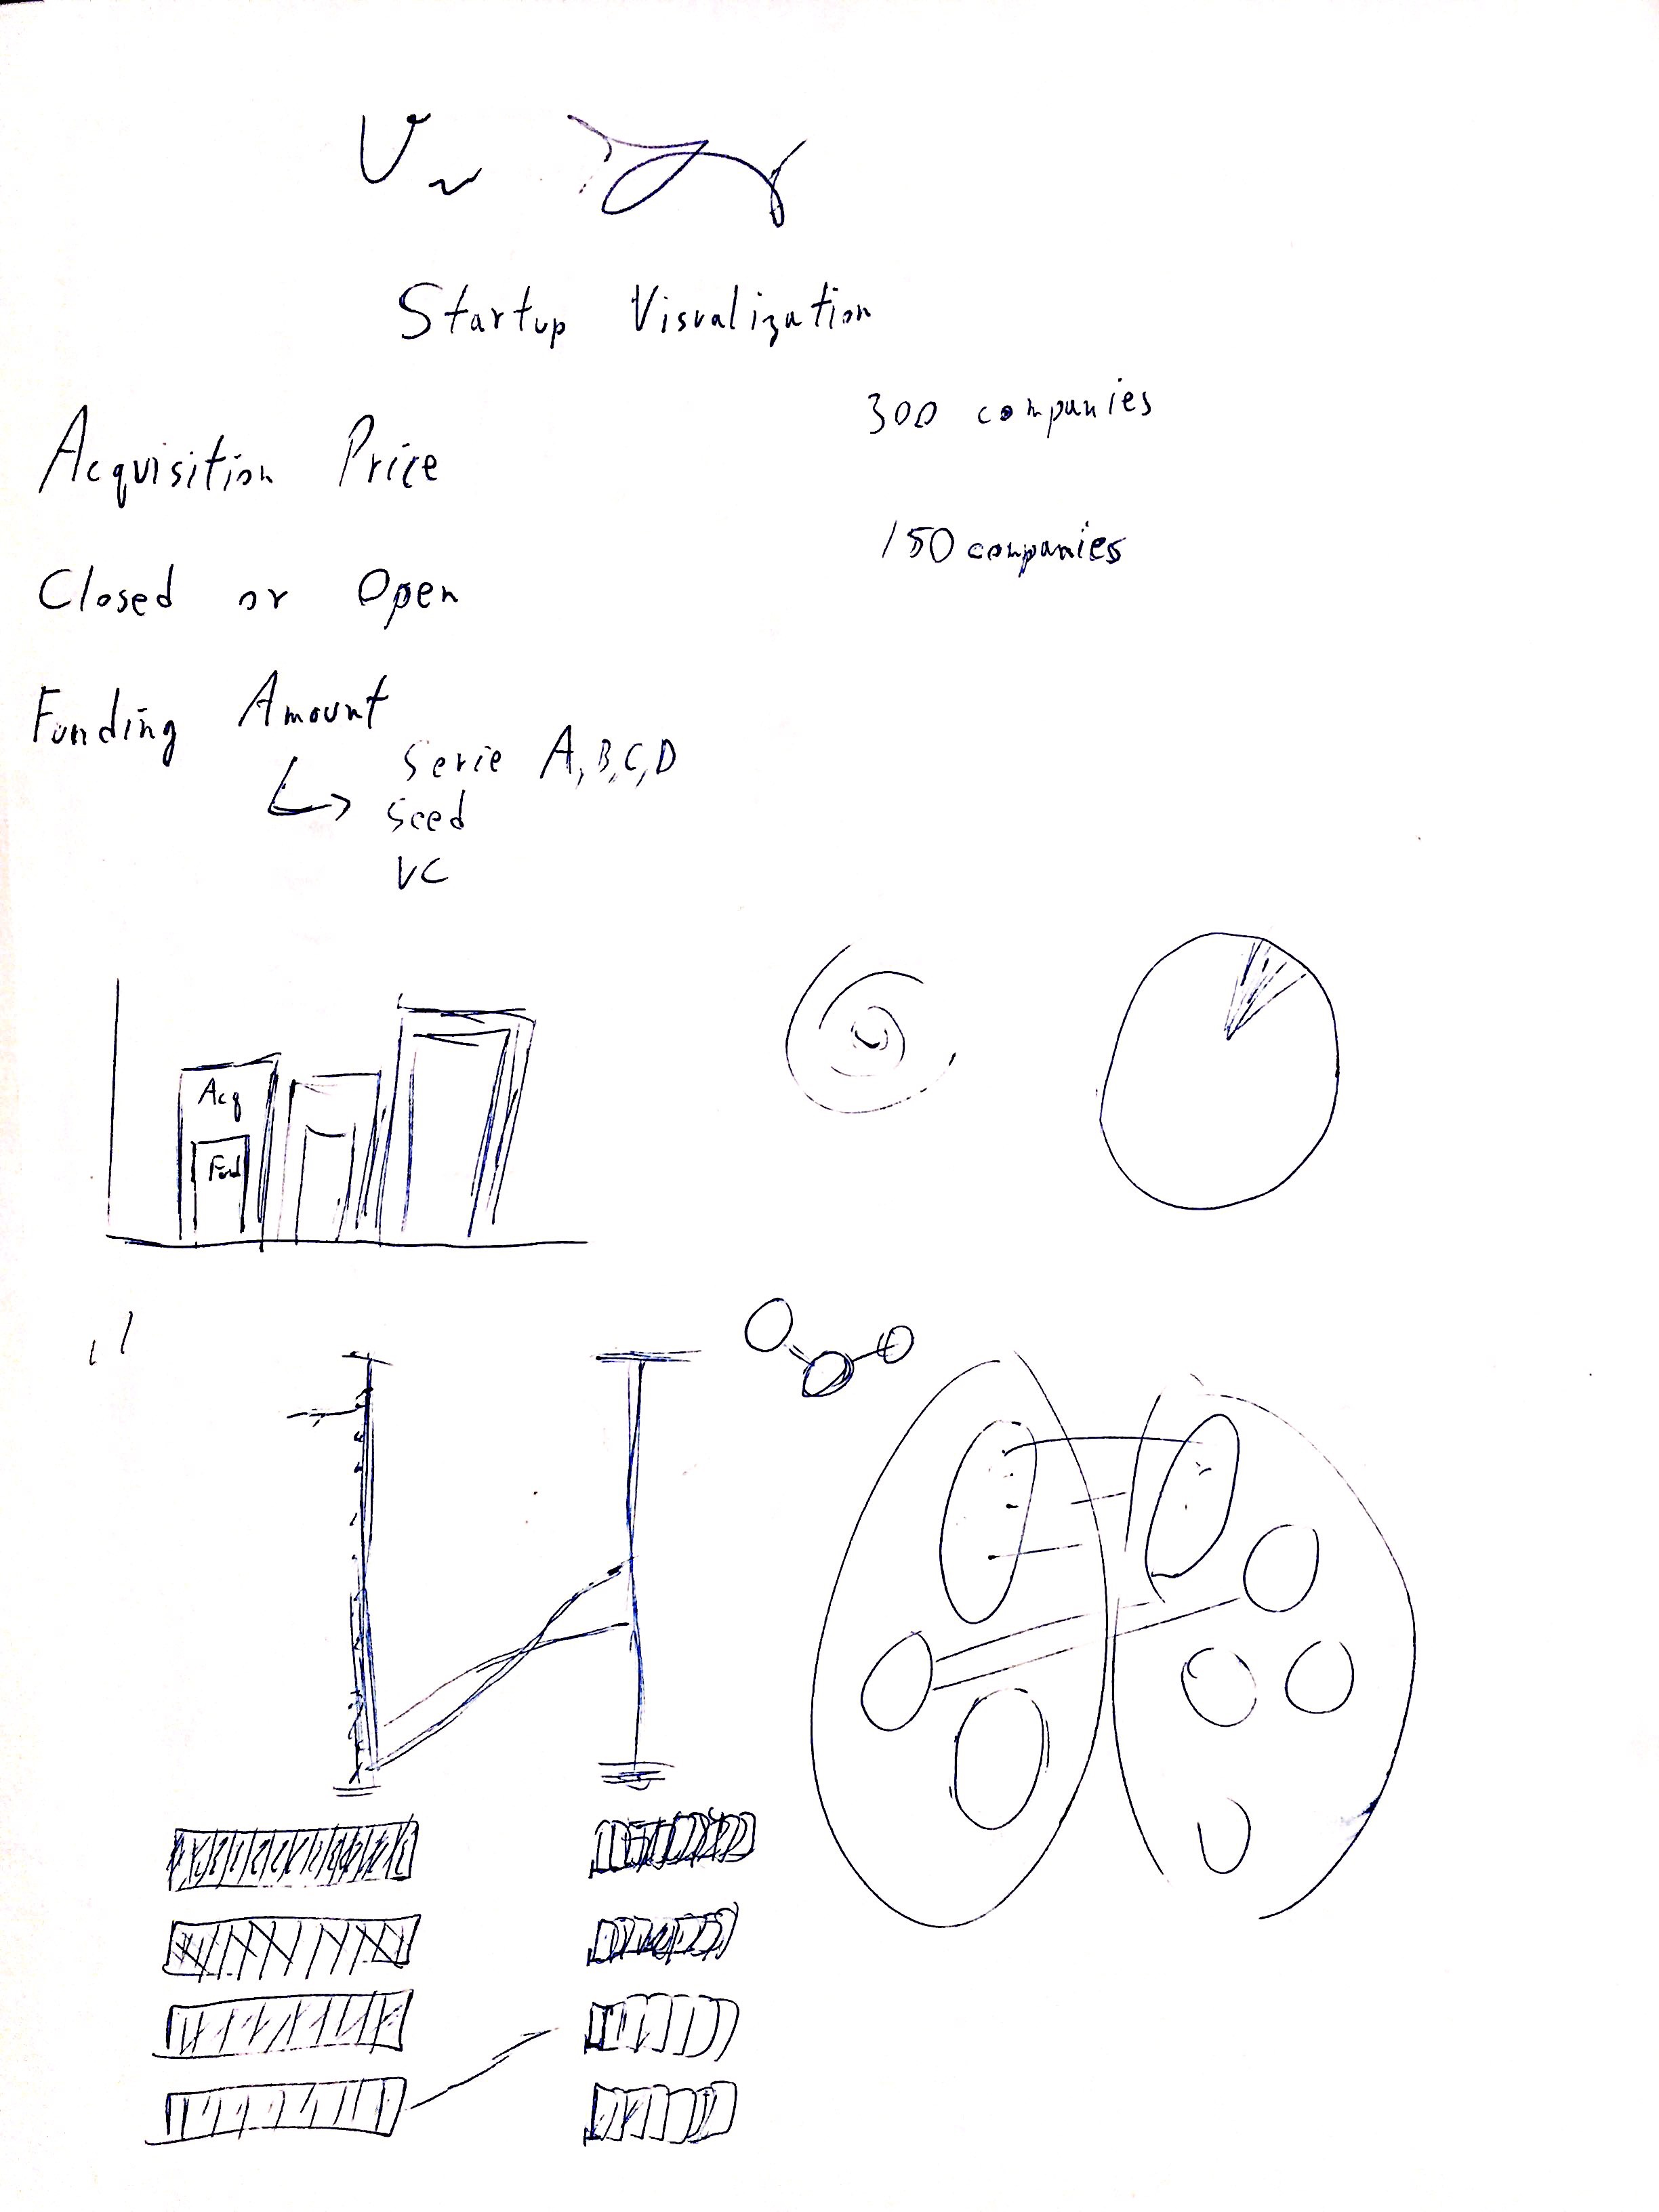 Startup Visualization
300 companies
Acquisition Price
150 companies
Closed or Open
Funding Amount
Serie A, B, C, D
Seed
VC
Acq
Fund